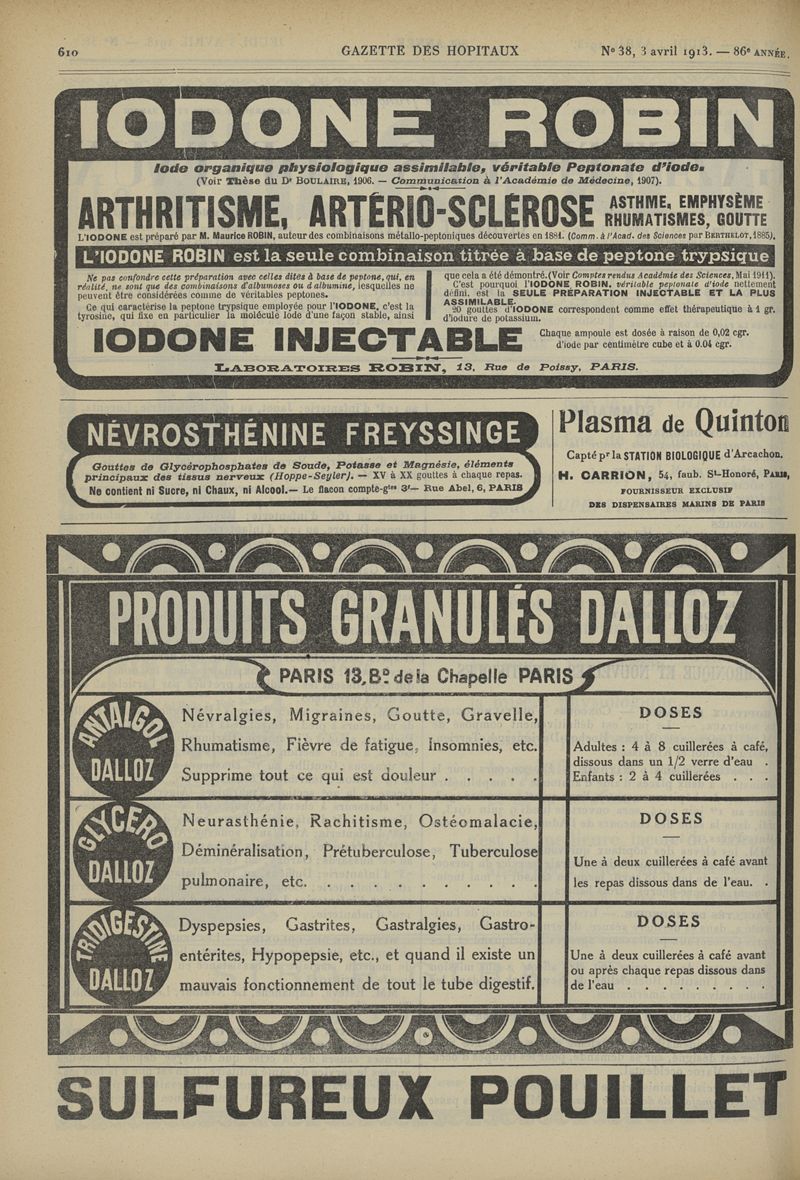 610
GAZETTE DES HOPITAUX
N° 38, 3 avril 1913. — 86e ANNÉE.
IODONE ROBIN
Iode organique physiologique assimilable, véritable Peptonate d'iode.
(Voir Thèse du Dr BOULAIRE, 1906. — Communication à l'Académie de Médecine, 1907).
ARTHRITISME, ARTÉRIO-SCLÉROSE
ASTHME, EMPHYSÈME
RHUMATISMES, GOUTTE
L'IODONE est préparé par M. Maurice ROBIN, auteur des combinaisons métallo-peptoniques découvertes en 1881. (Comm. à l'Acad. des Sciences par BERTHELOT, 1885).
L'IODONE ROBIN est la seule combinaison titrée à base de peptone trypsique
Ne pas confondre cette préparation avec celles dites à base de peptone, qui, en
réalité, ne sont que des combinaisons d'albumoses ou d'albumine, lesquelles ne
peuvent être considérées comme de véritables peptones.
Ce qui caractérise la peptone trypsique employée pour l'IODONE, c'est la
tyrosine, qui fixe en particulier la molécule Iode d'une façon stable, ainsi
que cela a été démontré. (Voir Comptes rendus Académie des Sciences, Mai 1911).
C'est pourquoi l'IODONE ROBIN, véritable peptonate d'iode nettement
défini, est la SEULE PRÉPARATION INJECTABLE ET LA PLUS
ASSIMILABLE.
20 gouttes d'IODONE correspondent comme effet thérapeutique à 1 gr.
d'iodure de potassium.
IODONE INJECTABLE
Chaque ampoule est dosée à raison de 0,02 cgr.
d'iode par centimètre cube et à 0.04 cgr.
LABORATOIRES ROBIN, 13, Rue de Poissy, PARIS.
NÉVROSTHÉNINE FREYSSINGE
Gouttes de Glycérophosphates de Soude, Potasse et Magnésie, éléments
principaux des tissus nerveux (Hoppe-Seyler). — XV à XX gouttes à chaque repas.
Ne contient ni Sucre, ni Chaux, ni Alcool. — Le flacon compte-gttes 3f — Rue Abel, 6, PARIS
Plasma de Quinton
Capté pr la STATION BIOLOGIQUE d'Arcachon.
H. CARRION, 54, faub. St-Honoré, PARIS,
FOURNISSEUR EXCLUSIF
DES DISPENSAIRES MARINS DE PARIS
PRODUITS GRANULÉS DALLOZ
PARIS 13, Bd de la Chapelle PARIS
ANTALGOL
DALLOZ
Névralgies, Migraines, Goutte, Gravelle,
Rhumatisme, Fièvre de fatigue, Insomnies, etc.
Supprime tout ce qui est douleur . . . . .
DOSES
Adultes : 4 à 8 cuillerées à café,
dissous dans un 1/2 verre d'eau .
Enfants : 2 à 4 cuillerées . . .
GLYCERO
DALLOZ
Neurasthénie, Rachitisme, Ostéomalacie,
Déminéralisation, Prétuberculose, Tuberculose
pulmonaire, etc. . . . . . . . . . . .
DOSES
Une à deux cuillerées à café avant
les repas dissous dans de l'eau. .
TRIDIGESTINE
DALLOZ
Dyspepsies, Gastrites, Gastralgies, Gastro-
entérites, Hypopepsie, etc., et quand il existe un
mauvais fonctionnement de tout le tube digestif.
DOSES
Une à deux cuillerées à café avant
ou après chaque repas dissous dans
de l'eau . . . . . . . . .
SULFUREUX POUILLET